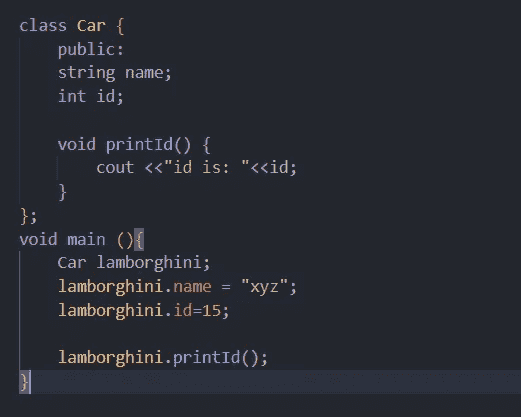 class Car {
    public:
    string name;
    int id;

    void printId() {
        cout <<"id is: "<<id;
    }
};
void main (){
    Car lamborghini;
    lamborghini.name = "xyz";
    lamborghini.id=15;

    lamborghini.printId();
}